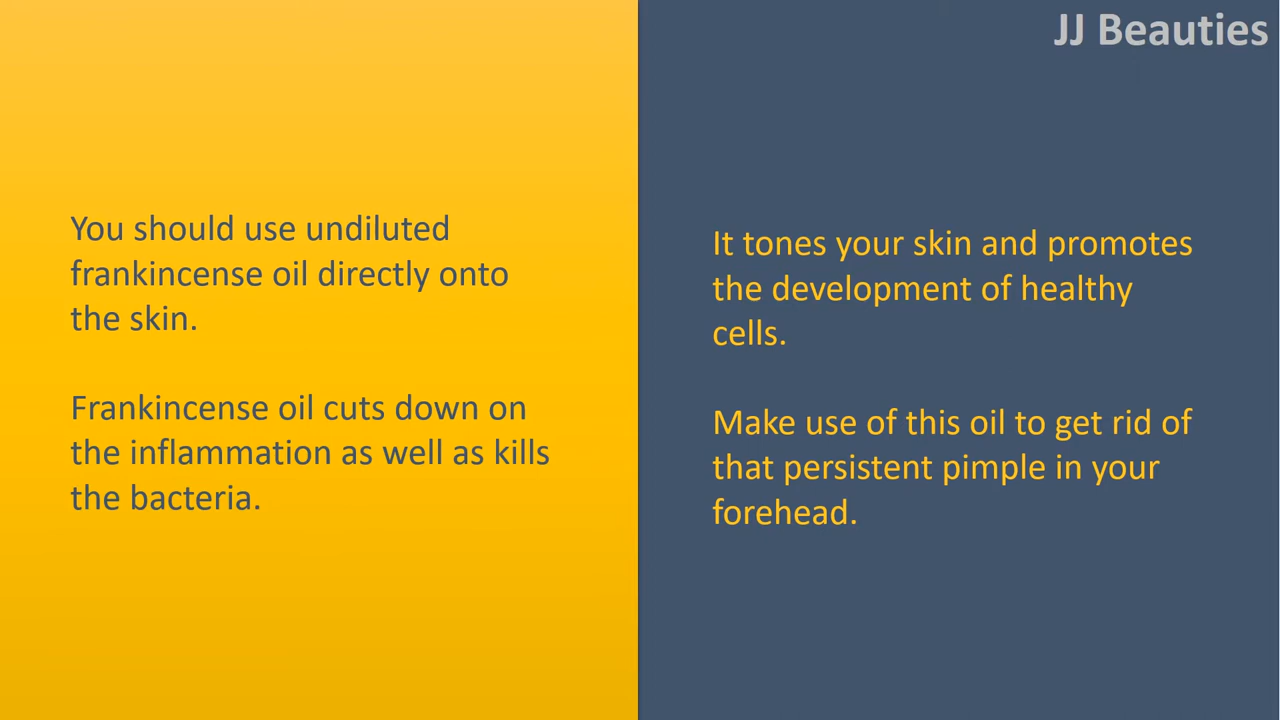 JJ Beauties
You should use undiluted
frankincense oil directly onto
the skin.
Frankincense oil cuts down on
the inflammation as well as kills
the bacteria.
It tones your skin and promotes
the development of healthy
cells.
Make use of this oil to get rid of
that persistent pimple in your
forehead.